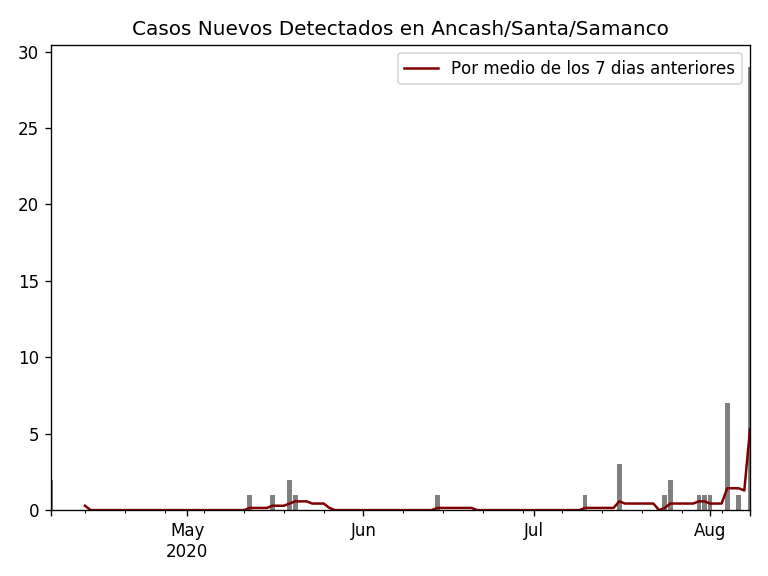 Casos Nuevos Detectados en Ancash/Santa/Samanco
Por medio de los 7 dias anteriores
30
25
20
15
10
5
0
May Jun Jul Aug
2020